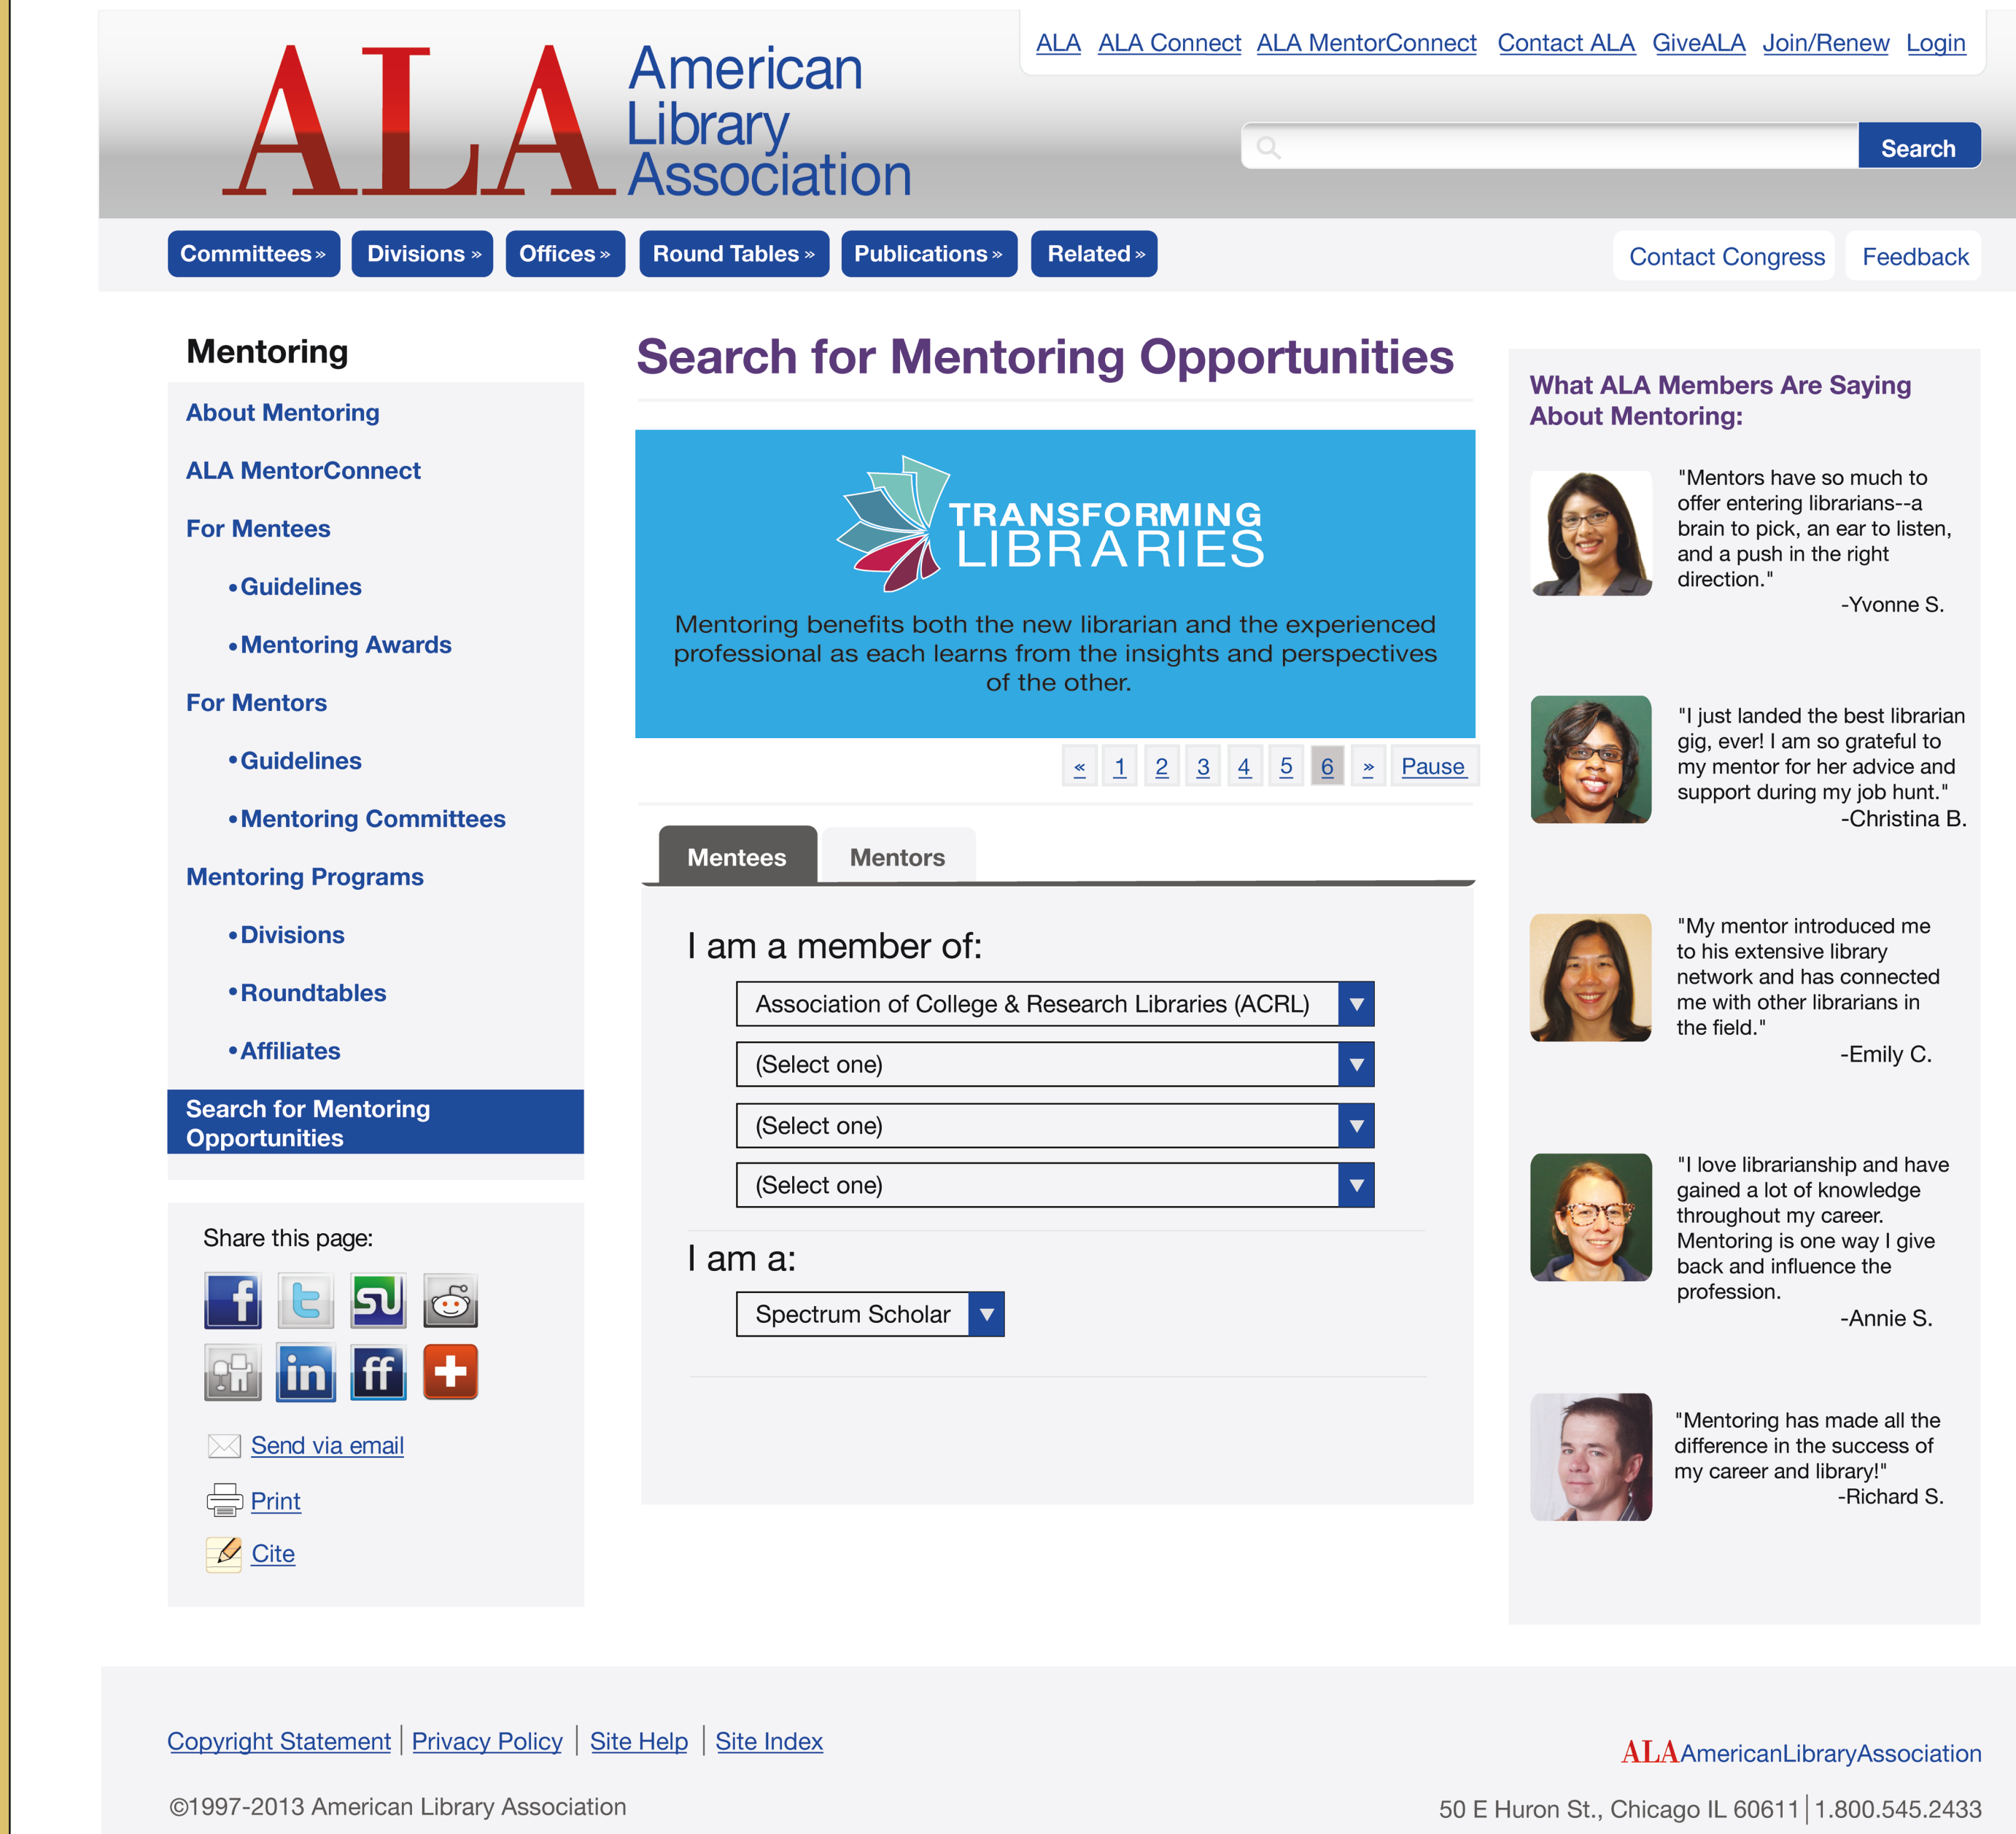 ALA
American
Library
Association
ALA ALA Connect ALA MentorConnect Contact ALA GiveALA Join/Renew Login
Search
Committees » Divisions » Offices » Round Tables » Publications » Related »
Contact Congress Feedback
Mentoring
About Mentoring
ALA MentorConnect
For Mentees
•Guidelines
•Mentoring Awards
For Mentors
•Guidelines
•Mentoring Committees
Mentoring Programs
•Divisions
•Roundtables
•Affiliates
Search for Mentoring
Opportunities
Share this page:
f t su
in ff +
Send via email
Print
Cite
Search for Mentoring Opportunities
TRANSFORMING
LIBRARIES
Mentoring benefits both the new librarian and the experienced
professional as each learns from the insights and perspectives
of the other.
« 1 2 3 4 5 6 » Pause
Mentees Mentors
I am a member of:
Association of College & Research Libraries (ACRL)
(Select one)
(Select one)
(Select one)
I am a:
Spectrum Scholar
What ALA Members Are Saying
About Mentoring:
"Mentors have so much to
offer entering librarians--a
brain to pick, an ear to listen,
and a push in the right
direction."
-Yvonne S.
"I just landed the best librarian
gig, ever! I am so grateful to
my mentor for her advice and
support during my job hunt."
-Christina B.
"My mentor introduced me
to his extensive library
network and has connected
me with other librarians in
the field."
-Emily C.
"I love librarianship and have
gained a lot of knowledge
throughout my career.
Mentoring is one way I give
back and influence the
profession.
-Annie S.
"Mentoring has made all the
difference in the success of
my career and library!"
-Richard S.
Copyright Statement | Privacy Policy | Site Help | Site Index
©1997-2013 American Library Association
ALAAmericanLibraryAssociation
50 E Huron St., Chicago IL 60611 | 1.800.545.2433